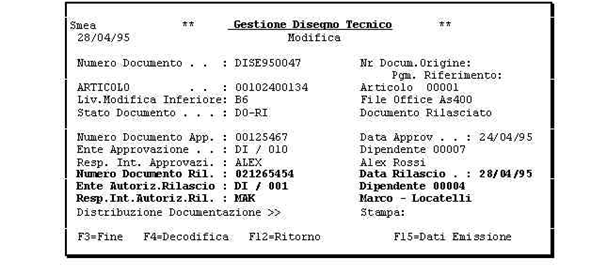 Smea ** Gestione Disegno Tecnico **
28/04/95 Modifica
Numero Documento . . : DISE950047 Nr Docum.Origine:
Pgm. Riferimento:
ARTICOLO . . : 00102400134 Articolo 00001
Liv.Modifica Inferiore: B6 File Office As400
Stato Documento . . . : DO-RI Documento Rilasciato
Numero Documento App. : 00125467 Data Approv . . : 24/04/95
Ente Approvazione . . : DI / 010 Dipendente 00007
Resp. Int. Approvazi. : ALEX Alex Rossi
Numero Documento Ril. : 021265454 Data Rilascio . : 28/04/95
Ente Autoriz.Rilascio : DI / 001 Dipendente 00004
Resp.Int.Autoriz.Ril. : MAK Marco - Locatelli
Distribuzione Documentazione >> Stampa:
F3=Fine F4=Decodifica F12=Ritorno F15=Dati Emissione